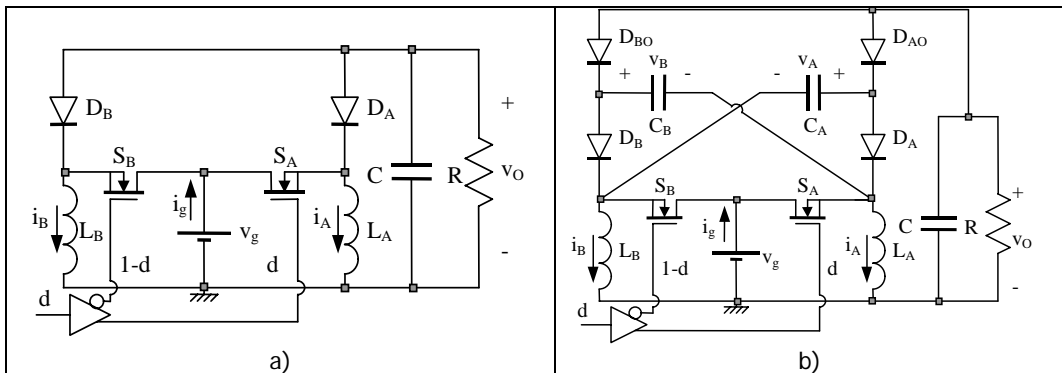 D_B
D_A
S_B
S_A
C
R
+
v_O
-
i_B
L_B
i_g
v_g
i_A
L_A
1-d
d
d
a)
D_BO
D_AO
v_B
v_A
+
-
-
+
C_B
C_A
D_B
D_A
S_B
S_A
i_B
L_B
i_g
v_g
i_A
L_A
C
R
+
v_O
-
1-d
d
d
b)